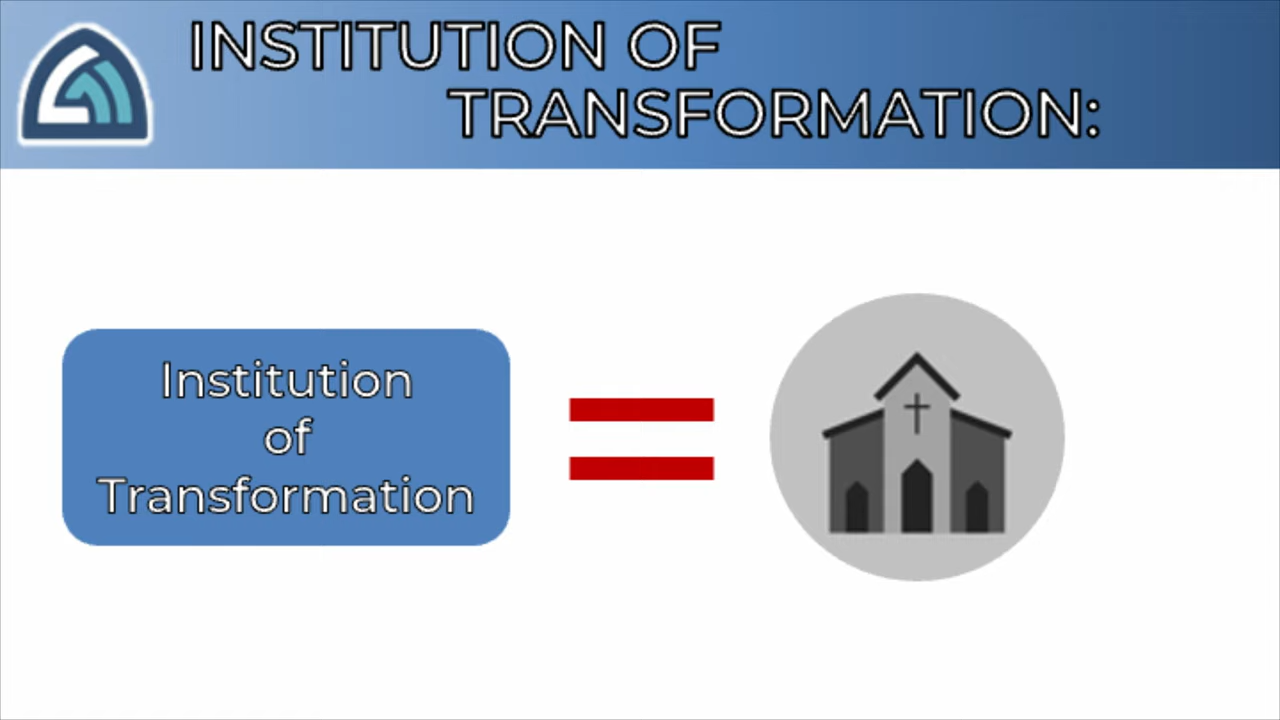 INSTITUTION OF
TRANSFORMATION:
Institution
of
Transformation